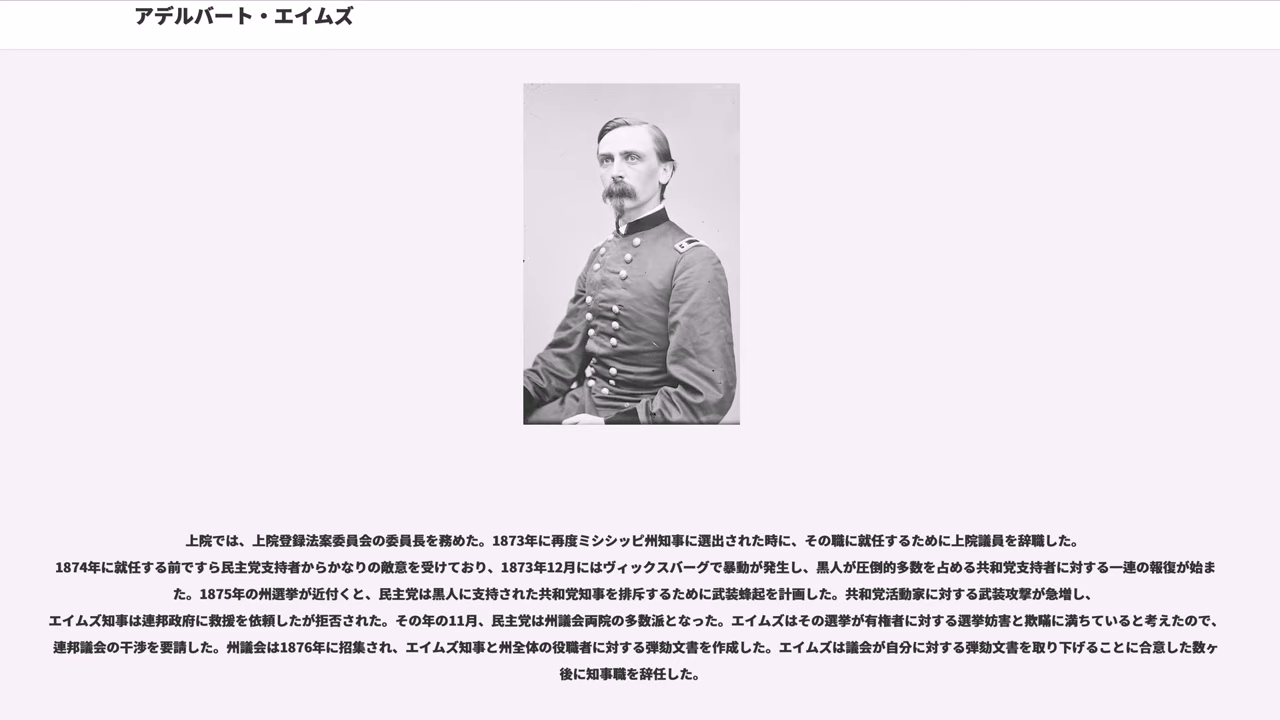 アデルバート・エイムズ
上院では、上院登録法案委員会の委員長を務めた。1873年に再度ミシシッピ州知事に選出された時に、その職に就任するために上院議員を辞職した。
1874年に就任する前ですら民主党支持者からかなりの敵意を受けており、1873年12月にはヴィックスバーグで暴動が発生し、黒人が圧倒的多数を占める共和党支持者に対する一連の報復が始ま
た。1875年の州選挙が近付くと、民主党は黒人に支持された共和党知事を排斥するために武装蜂起を計画した。共和党活動家に対する武装攻撃が急増し、
エイムズ知事は連邦政府に救援を依頼したが拒否された。その年の11月、民主党は州議会両院の多数派となった。エイムズはその選挙が有権者に対する選挙妨害と欺瞞に満ちていると考えたので、
連邦議会の干渉を要請した。州議会は1876年に招集され、エイムズ知事と州全体の役職者に対する弾劾文書を作成した。エイムズは議会が自分に対する弾劾文書を取り下げることに合意した数ヶ
後に知事職を辞任した。